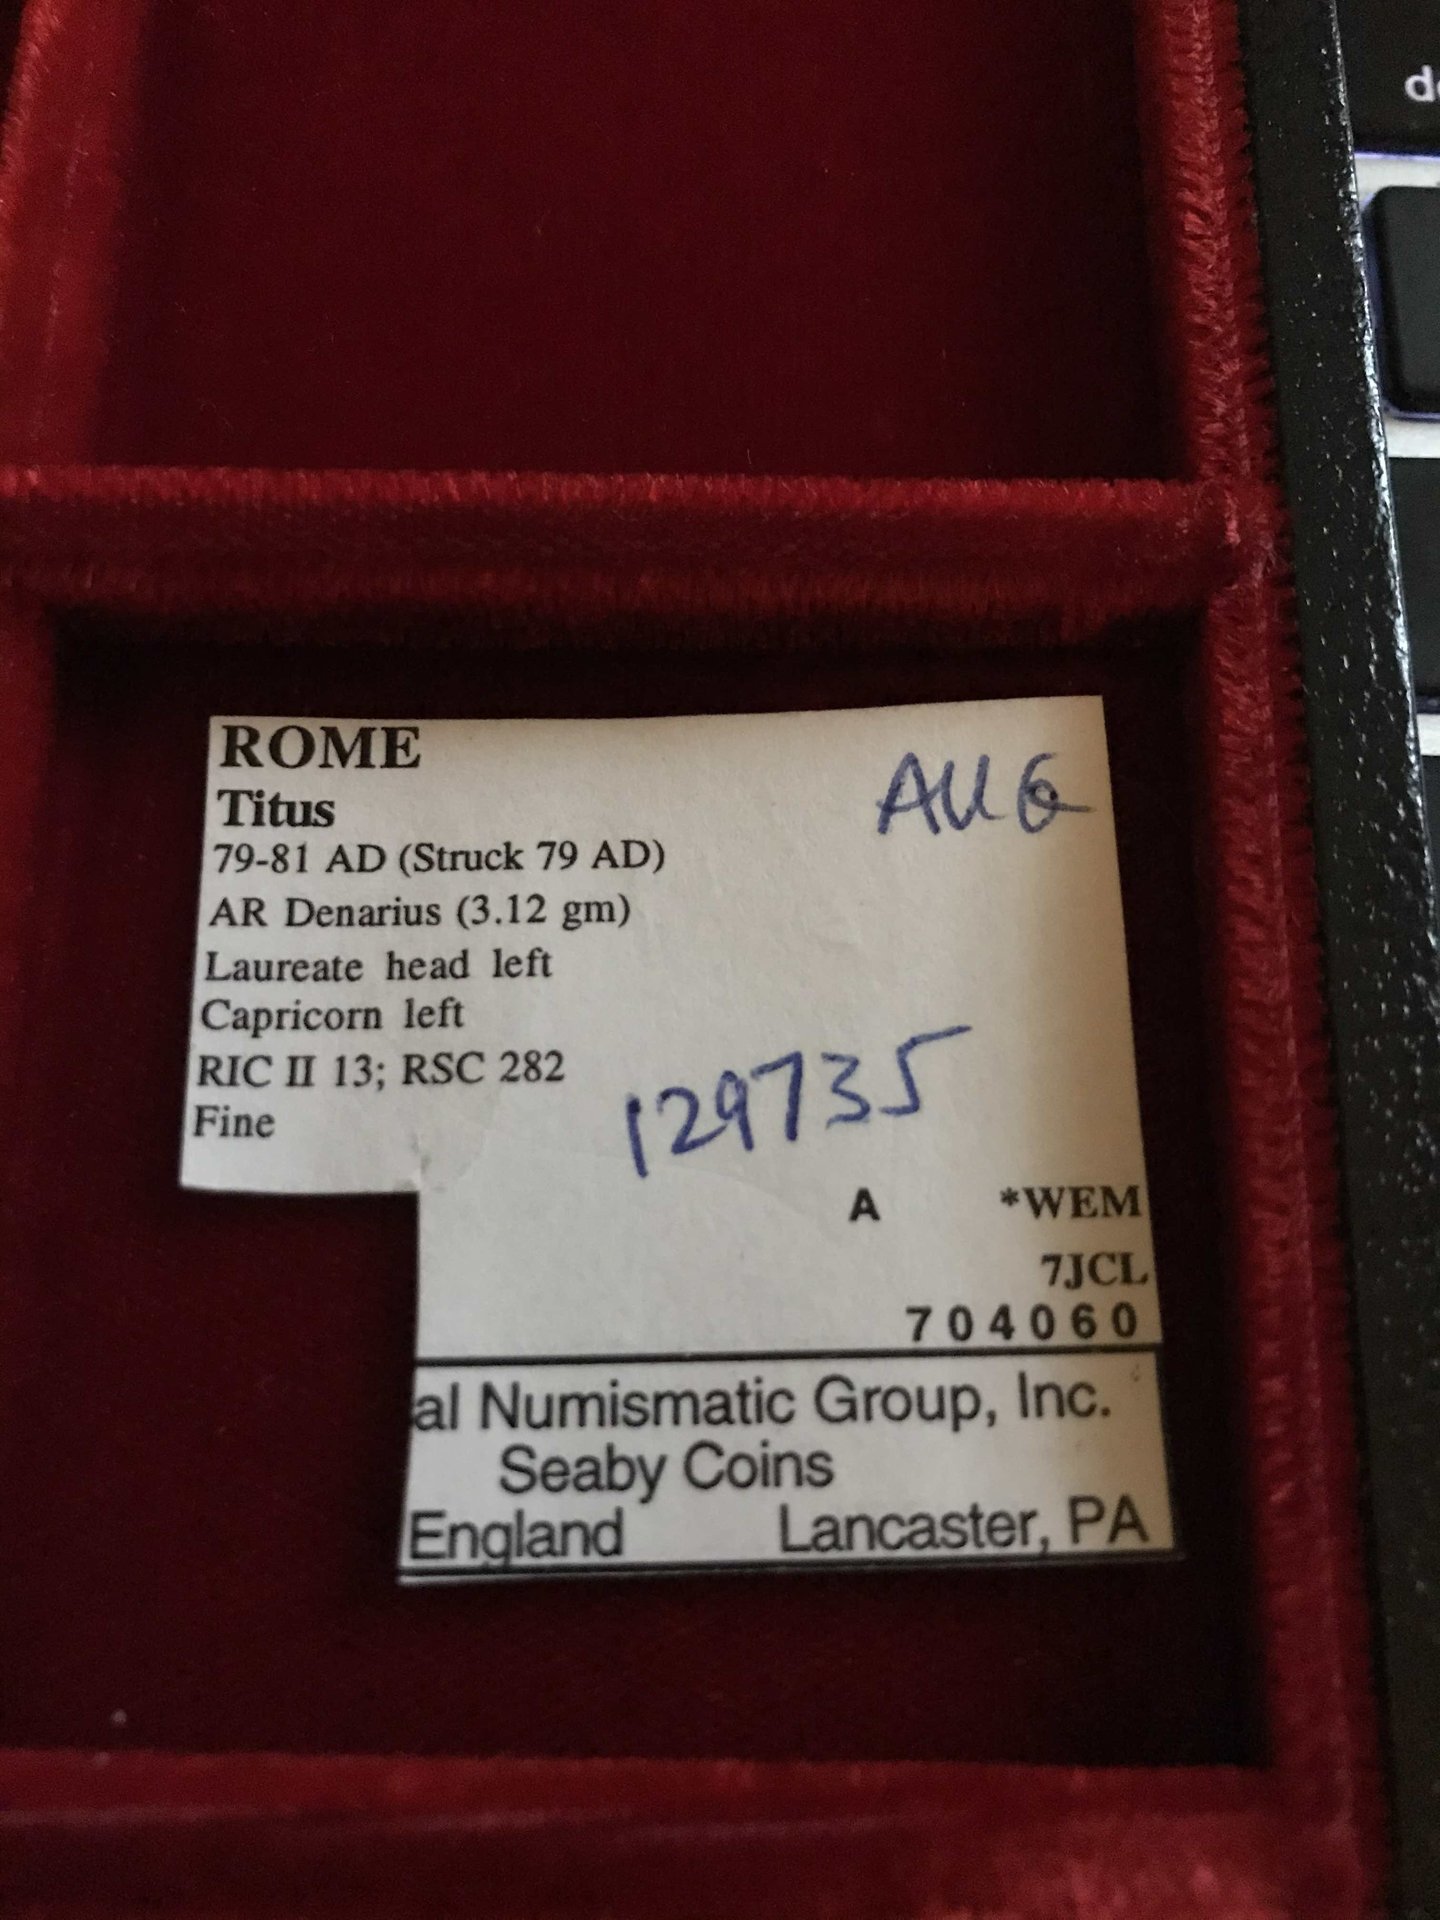 ROME
AUG
Titus
79-81 AD (Struck 79 AD)
AR Denarius (3.12 gm)
Laureate head left
Capricorn left
RIC II 13; RSC 282
129735
Fine
A *WEM
7JCL
704060
al Numismatic Group, Inc.
Seaby Coins
England Lancaster, PA